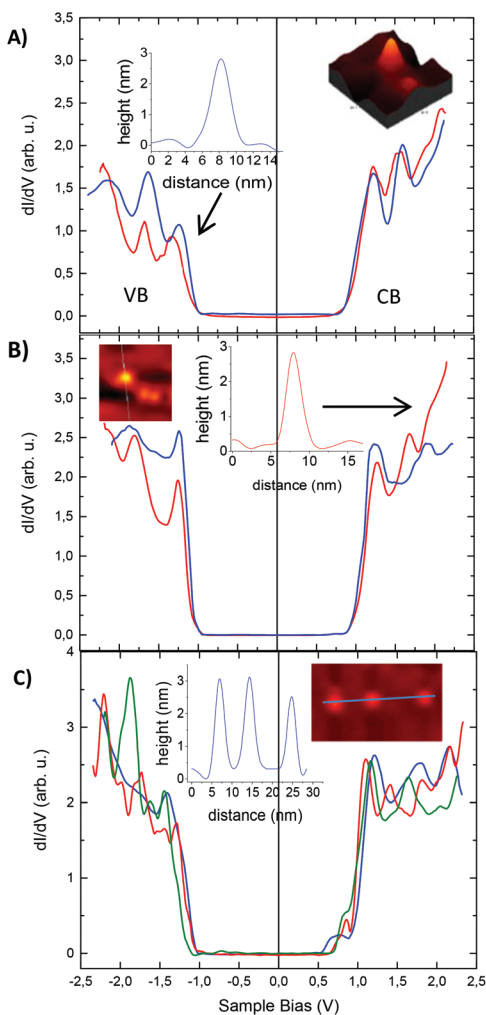 A)
3,5
3,0
2,5
2,0
1,5
1,0
0,5
0,0
dI/dV (arb. u.)
height (nm)
3
2
1
0
0 2 4 6 8 10 12 14
distance (nm)
VB
CB
B)
3,5
3,0
2,5
2,0
1,5
1,0
0,5
0,0
dI/dV (arb. u.)
height (nm)
3
2
1
0
0 5 10 15
distance (nm)
C)
4
3
2
1
0
dI/dV (arb. u.)
height (nm)
3
2
1
0
0 5 10 15 20 25 30
distance (nm)
-2,5 -2,0 -1,5 -1,0 -0,5 0,0 0,5 1,0 1,5 2,0 2,5
Sample Bias (V)